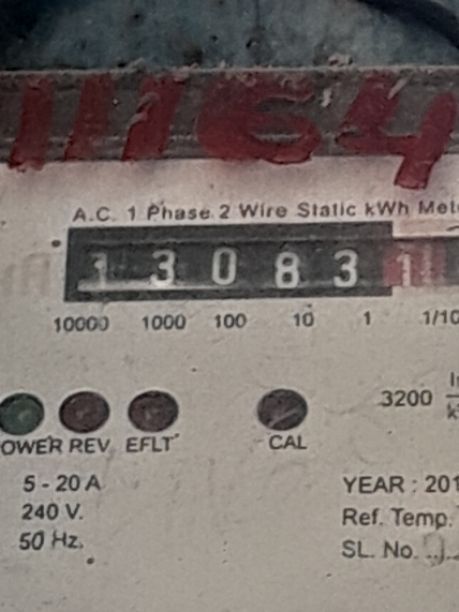 11164
A.C. 1 Phase 2 Wire Static kWh Met
1 3 0 8 3 1
10000 1000 100 10 1 1/10
POWER REV EFLT CAL
3200
5 - 20 A
240 V.
50 Hz.
YEAR : 201
Ref. Temp.
SL. No.